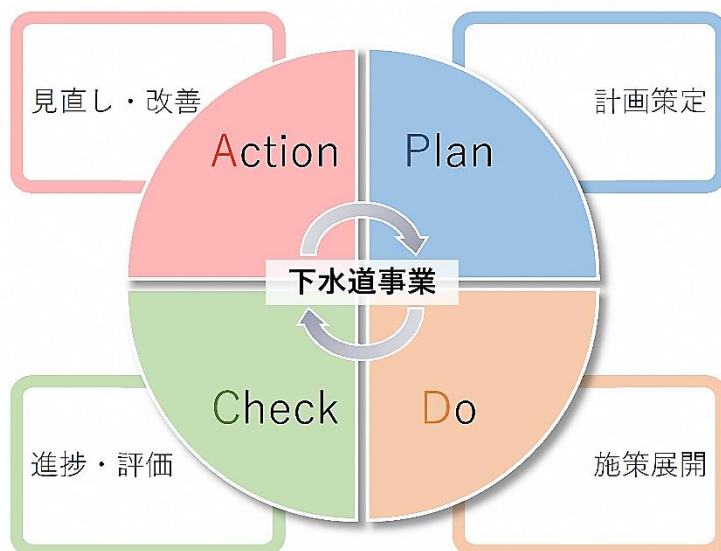 見直し・改善
計画策定
Action
Plan
下水道事業
Check
Do
進捗・評価
施策展開